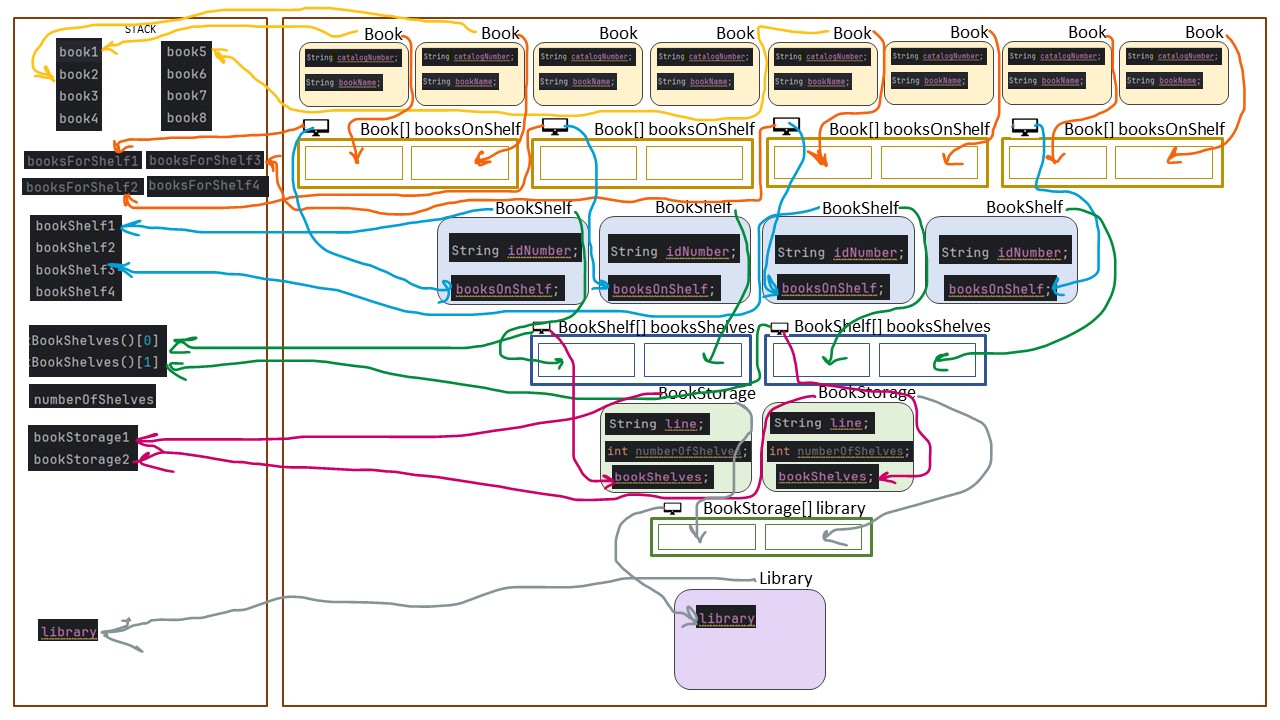 STACK
book1
book2
book3
book4
book5
book6
book7
book8
booksForShelf1 booksForShelf3
booksForShelf2 booksForShelf4
bookShelf1
bookShelf2
bookShelf3
bookShelf4
BookShelves()[0]
BookShelves()[1]
numberOfShelves
bookStorage1
bookStorage2
library
Book Book Book Book Book Book Book Book
String catalogNumber; String catalogNumber; String catalogNumber; String catalogNumber; String catalogNumber; String catalogNumber; String catalogNumber; String catalogNumber;
String bookName; String bookName; String bookName; String bookName; String bookName; String bookName; String bookName; String bookName;
Book[] booksOnShelf Book[] booksOnShelf Book[] booksOnShelf Book[] booksOnShelf
BookShelf BookShelf BookShelf BookShelf
String idNumber; String idNumber; String idNumber; String idNumber;
booksOnShelf; booksOnShelf; booksOnShelf; booksOnShelf;
BookShelf[] booksShelves BookShelf[] booksShelves
BookStorage BookStorage
String line; String line;
int numberOfShelves; int numberOfShelves;
bookShelves; bookShelves;
BookStorage[] library
Library
library